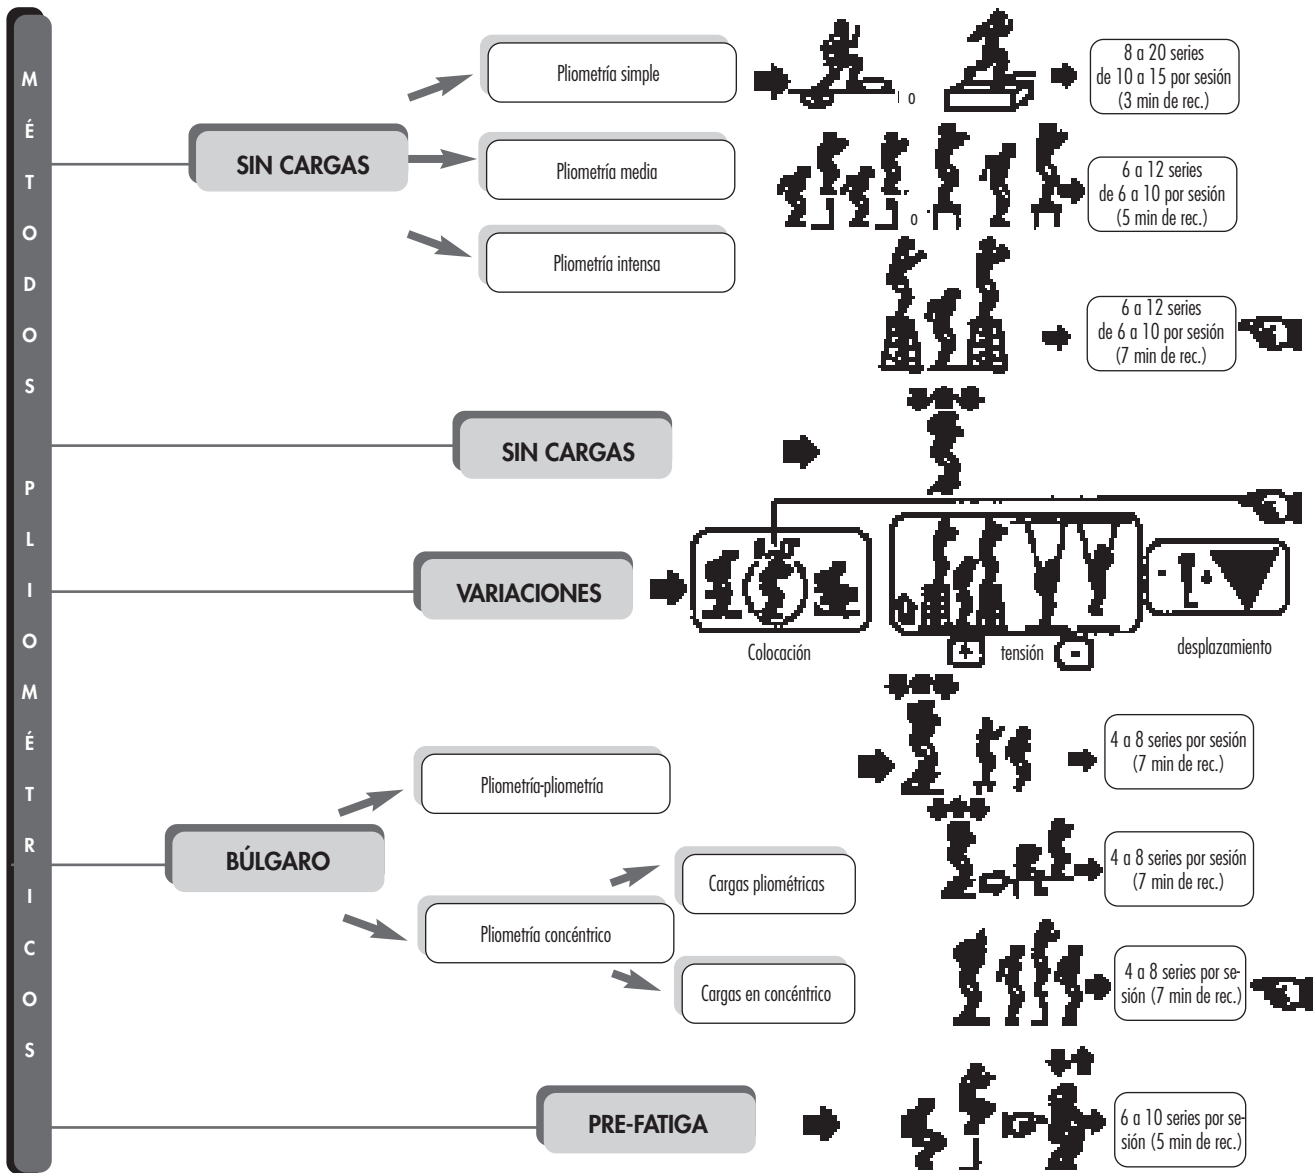 MÉTODOS PLIOMÉTRICOS
SIN CARGAS
Pliometría simple
o
8 a 20 series
de 10 a 15 por sesión
(3 min de rec.)
Pliometría media
o
6 a 12 series
de 6 a 10 por sesión
(5 min de rec.)
Pliometría intensa
6 a 12 series
de 6 a 10 por sesión
(7 min de rec.)
SIN CARGAS
VARIACIONES
- +
Colocación
+ tensión -
desplazamiento
BÚLGARO
Pliometría-pliometría
4 a 8 series por sesión
(7 min de rec.)
Pliometría concéntrico
Cargas pliométricas
4 a 8 series por sesión
(7 min de rec.)
Cargas en concéntrico
4 a 8 series por se-
sión (7 min de rec.)
PRE-FATIGA
6 a 10 series por se-
sión (5 min de rec.)